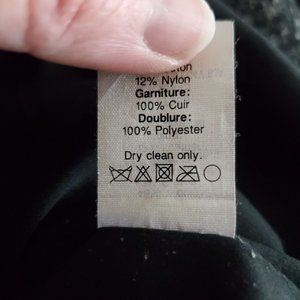 12% Nylon
Garniture:
100% Cuir
Doublure:
100% Polyester
Dry clean only.